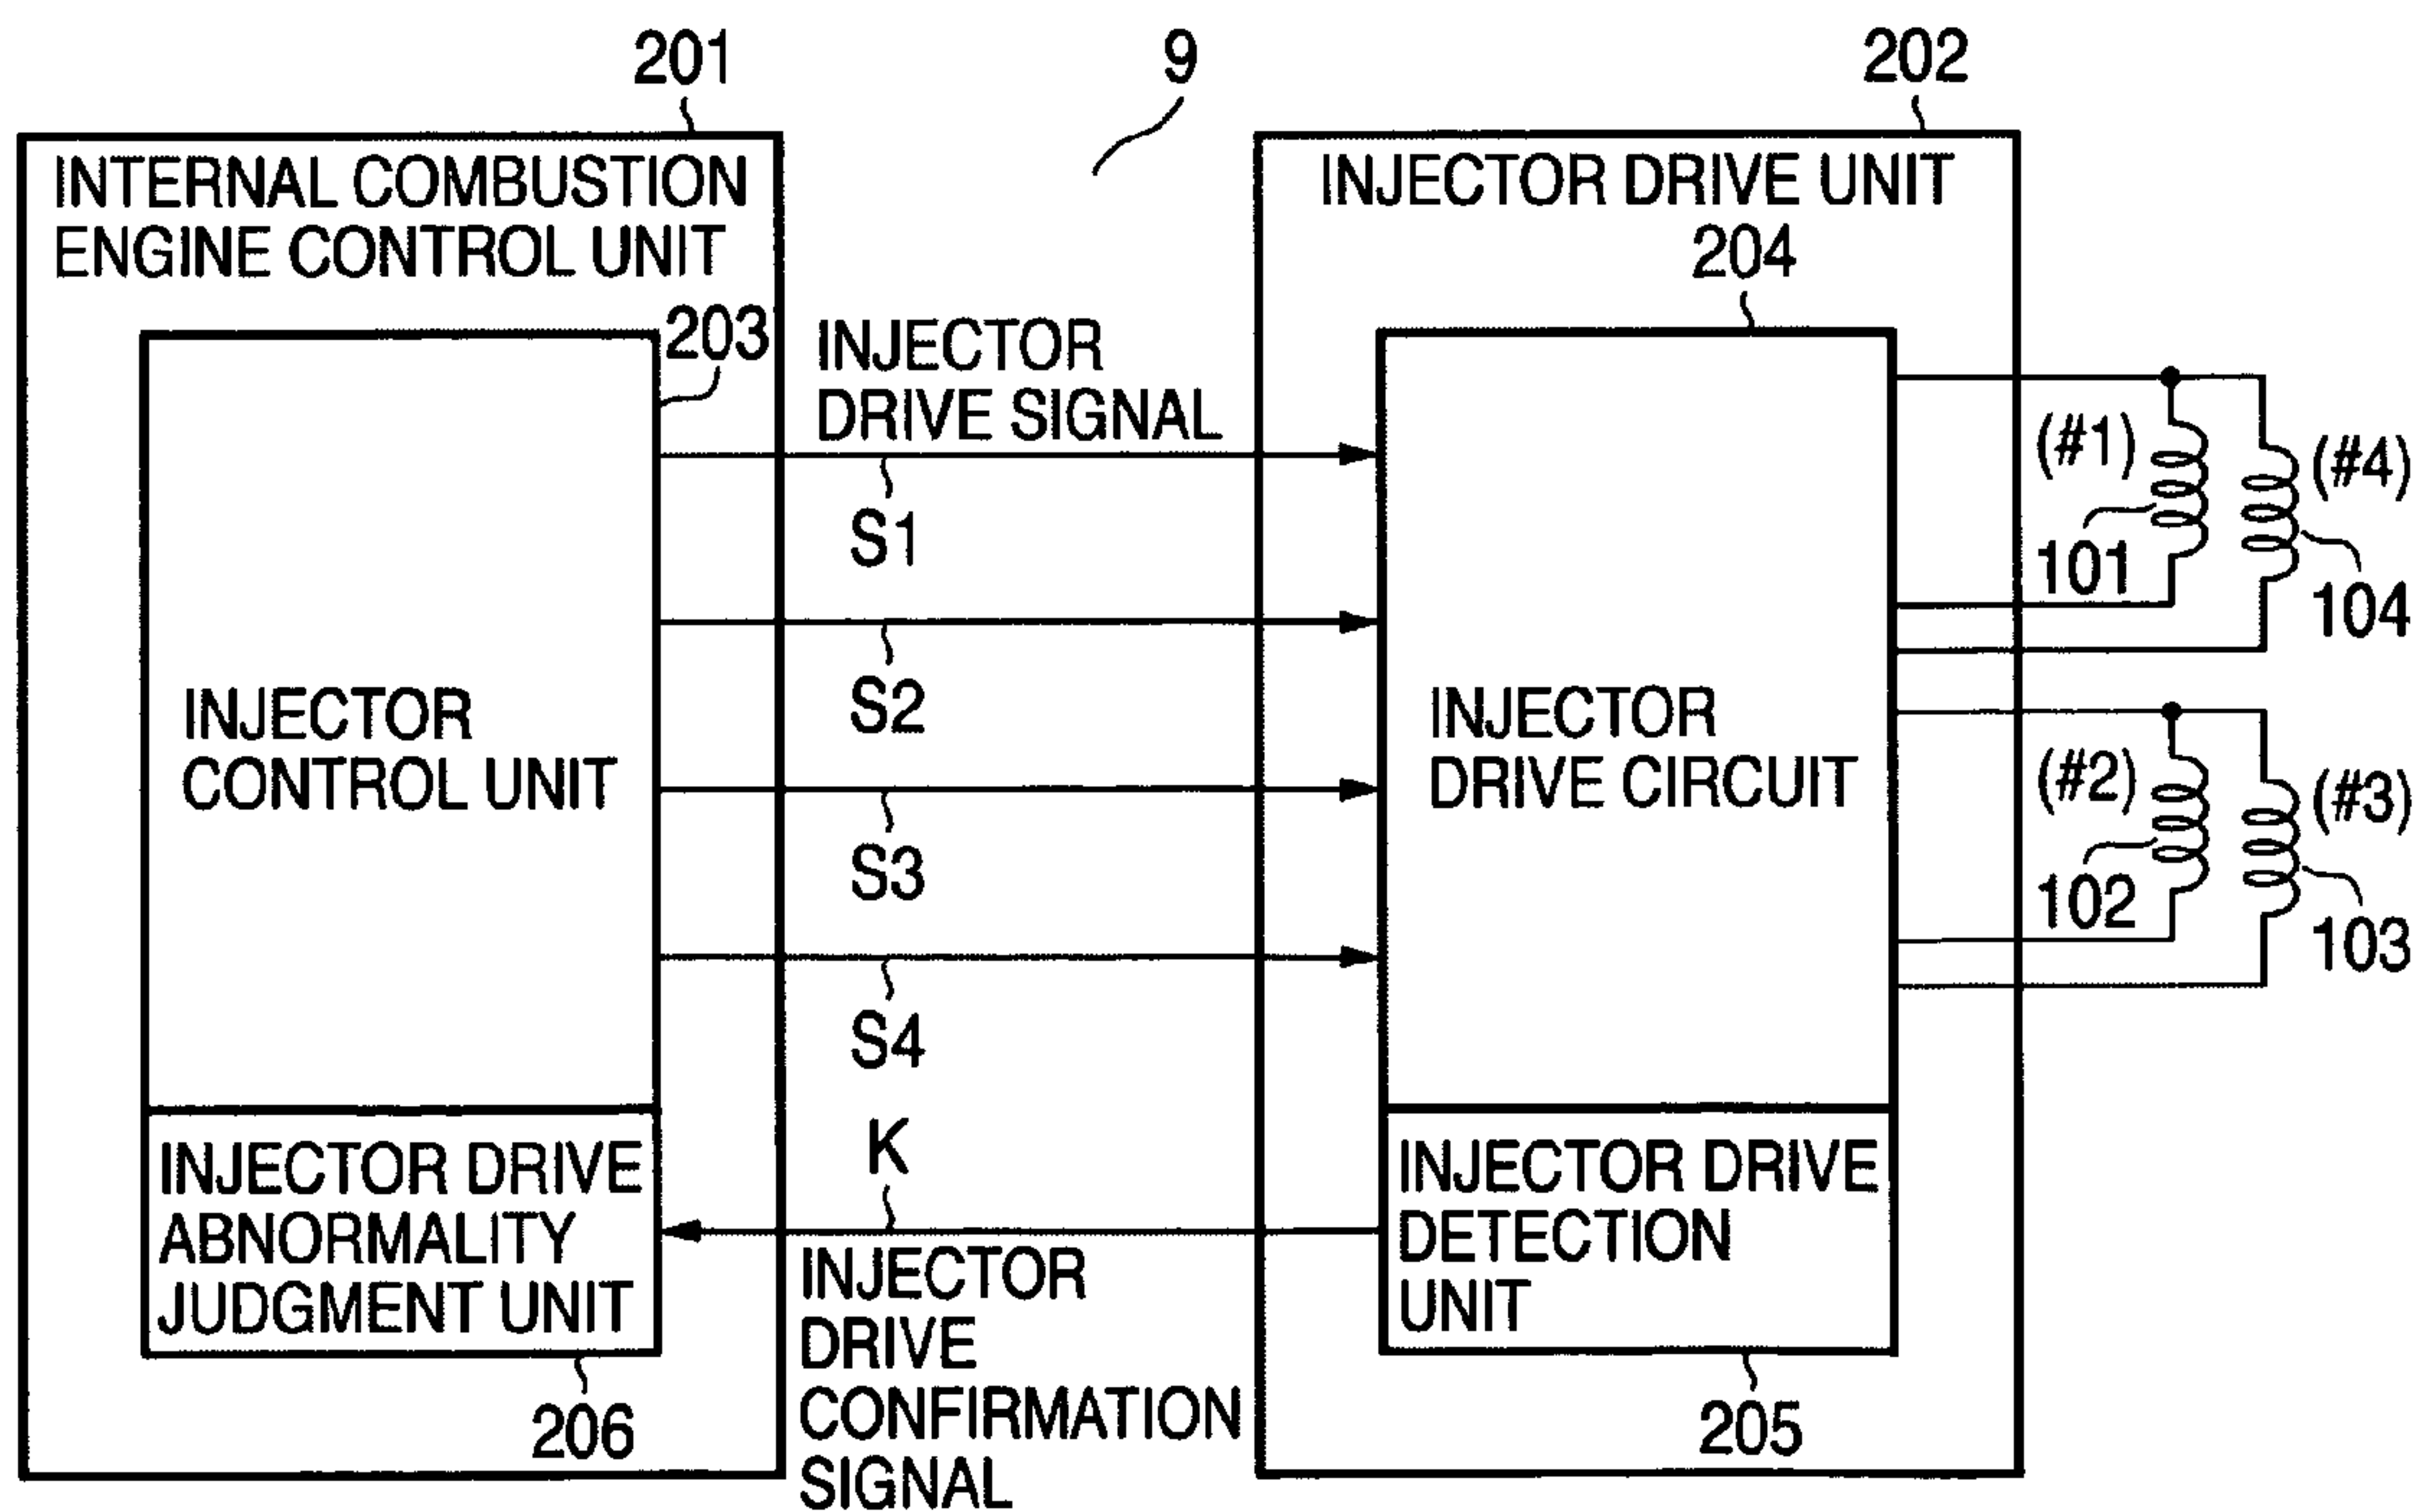 201
9
202
INTERNAL COMBUSTION
ENGINE CONTROL UNIT
INJECTOR DRIVE UNIT
204
203
INJECTOR
DRIVE SIGNAL
S1
S2
S3
S4
INJECTOR
CONTROL UNIT
INJECTOR
DRIVE CIRCUIT
(#1)
101
(#4)
104
(#2)
102
(#3)
103
K
INJECTOR DRIVE
ABNORMALITY
JUDGMENT UNIT
INJECTOR
DRIVE
CONFIRMATION
SIGNAL
INJECTOR DRIVE
DETECTION
UNIT
206
205